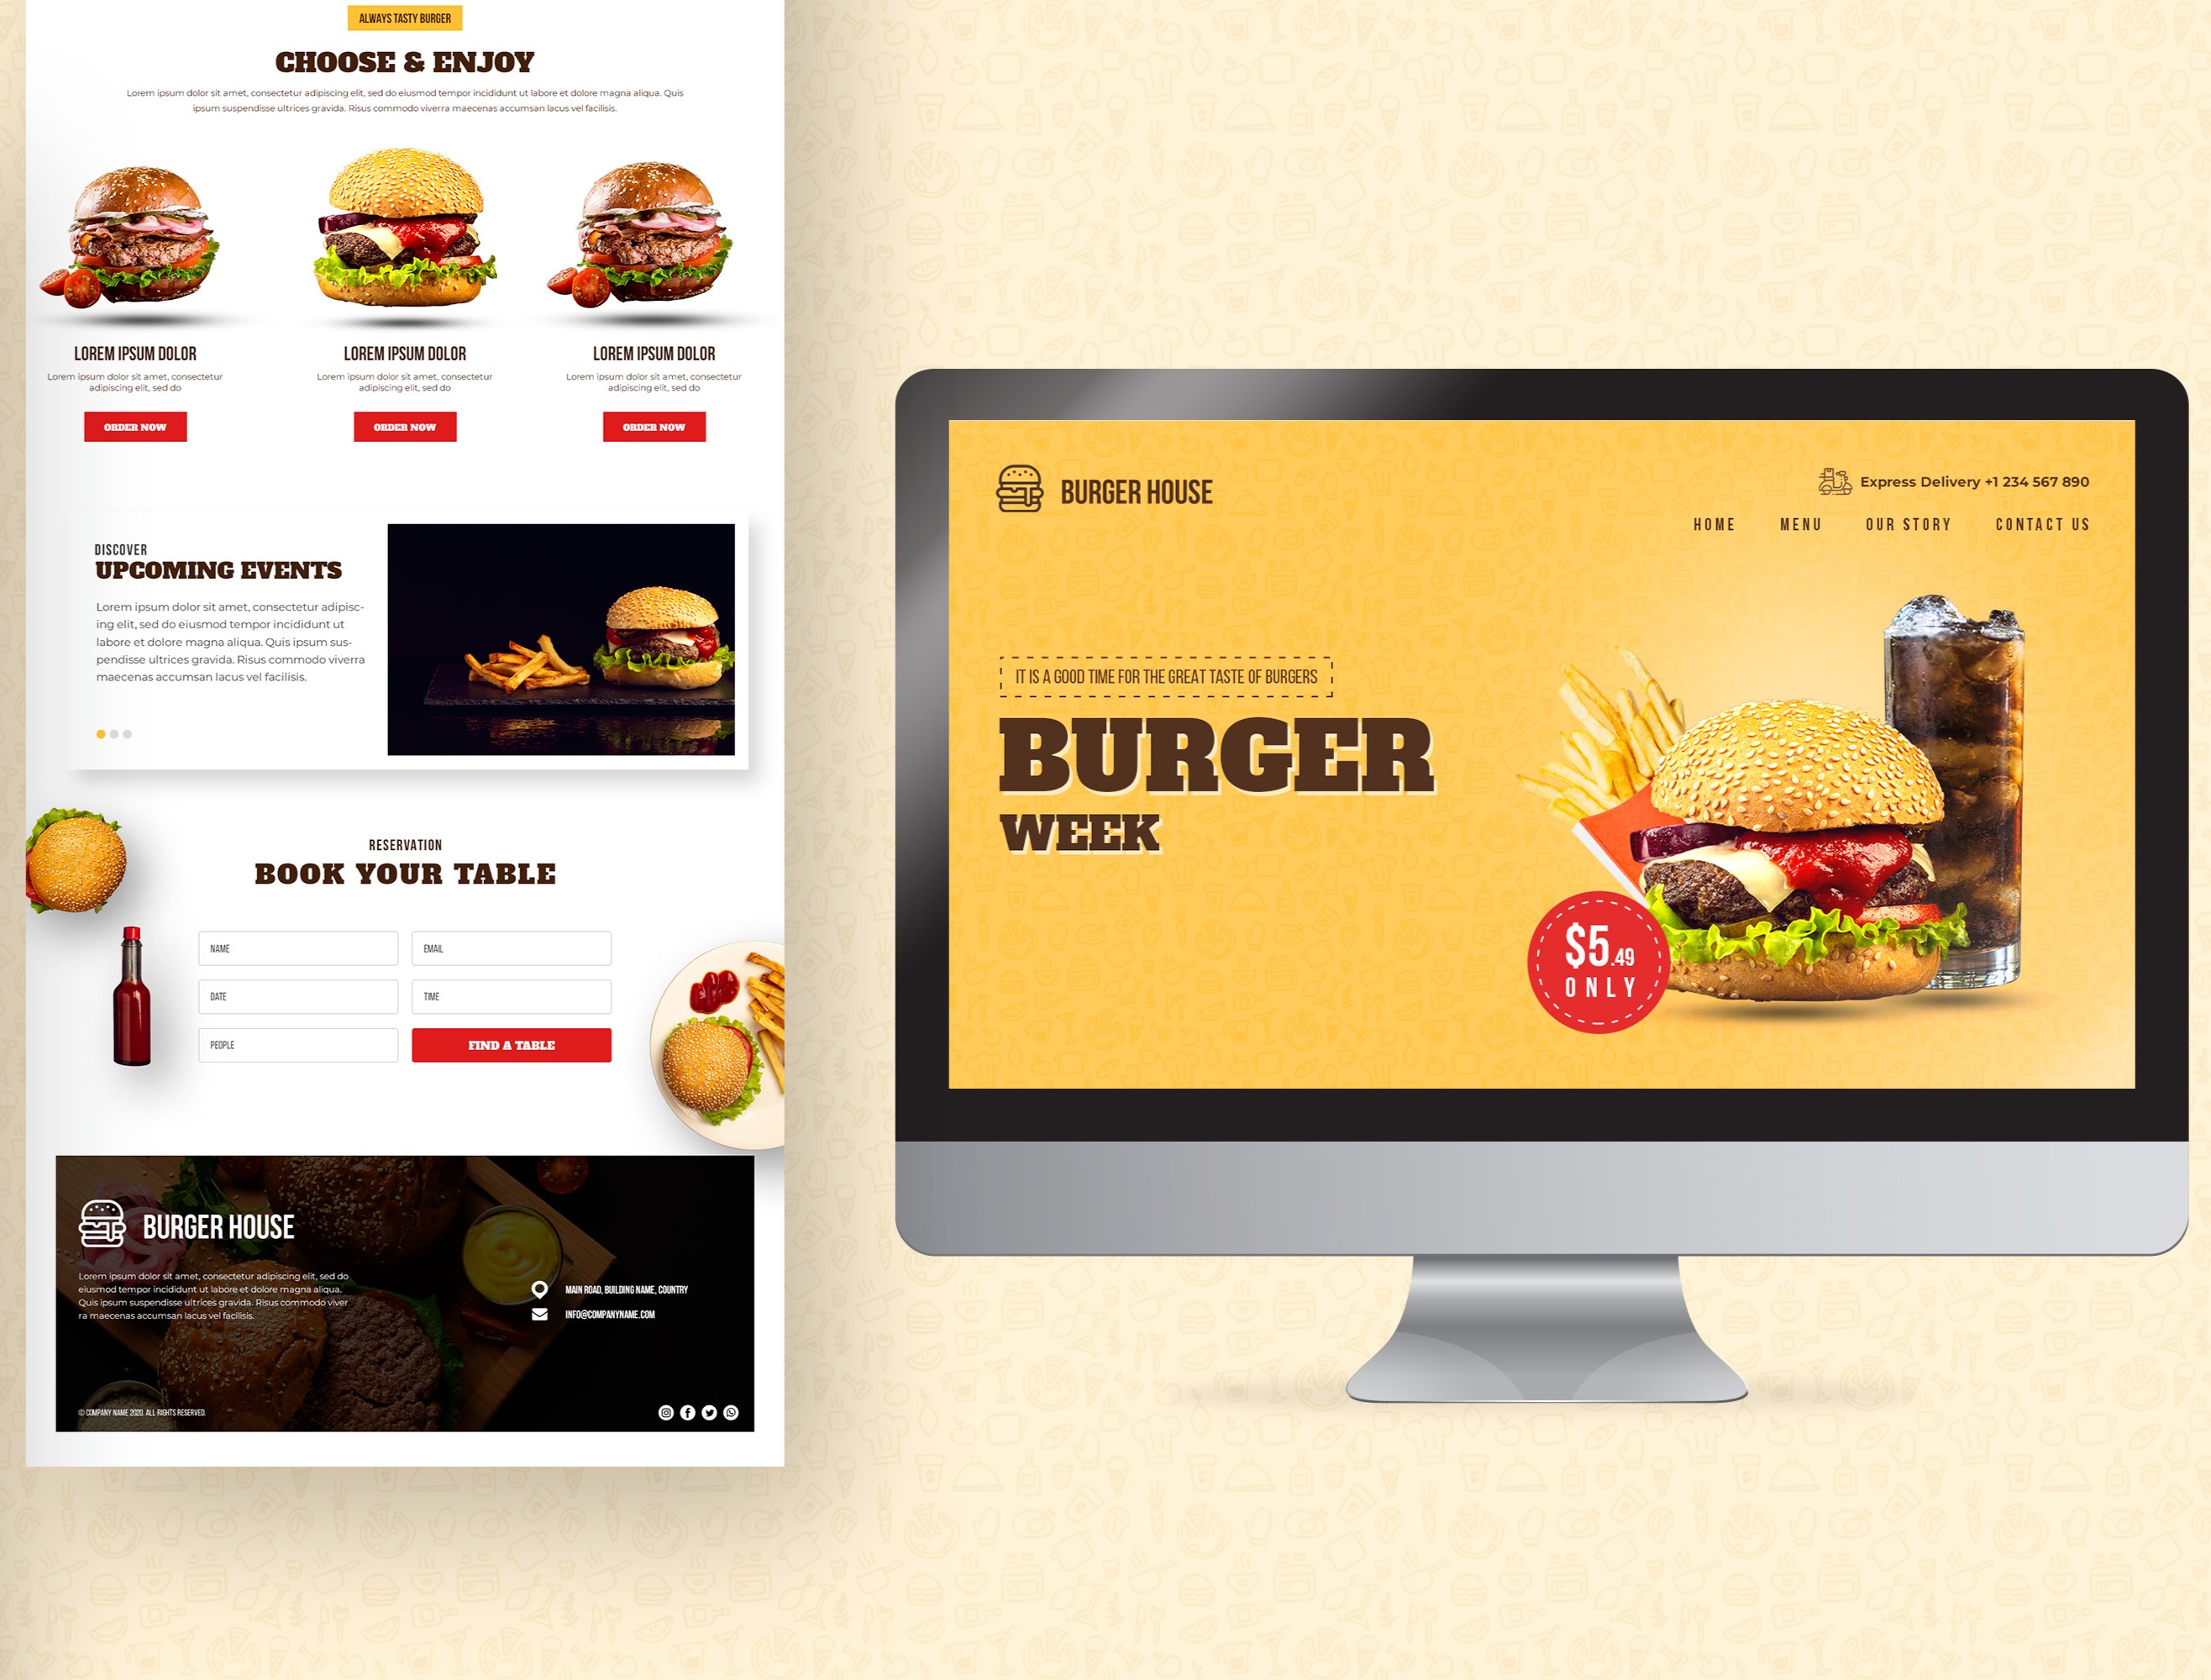 ALWAYS TASTY BURGER
CHOOSE & ENJOY
Lorem ipsum dolor sit amet, consectetur adipiscing elit, sed do eiusmod tempor incididunt ut labore et dolore magna aliqua. Quis
ipsum suspendisse ultrices gravida. Risus commodo viverra maecenas accumsan lacus vel facilisis.
LOREM IPSUM DOLOR
Lorem ipsum dolor sit amet, consectetur
adipiscing elit, sed do
ORDER NOW
LOREM IPSUM DOLOR
Lorem ipsum dolor sit amet, consectetur
adipiscing elit, sed do
ORDER NOW
LOREM IPSUM DOLOR
Lorem ipsum dolor sit amet, consectetur
adipiscing elit, sed do
ORDER NOW
DISCOVER
UPCOMING EVENTS
Lorem ipsum dolor sit amet, consectetur adipisc-
ing elit, sed do eiusmod tempor incididunt ut
labore et dolore magna aliqua. Quis ipsum sus-
pendisse ultrices gravida. Risus commodo viverra
maecenas accumsan lacus vel facilisis.
RESERVATION
BOOK YOUR TABLE
NAME
EMAIL
DATE
TIME
PEOPLE
FIND A TABLE
BURGER HOUSE
Lorem ipsum dolor sit amet, consectetur adipiscing elit, sed do
eiusmod tempor incididunt ut labore et dolore magna aliqua.
Quis ipsum suspendisse ultrices gravida. Risus commodo viver
ra maecenas accumsan lacus vel facilisis.
MAIN ROAD, BUILDING NAME, COUNTRY
INFO@COMPANYNAME.COM
© COMPANY NAME 2020. ALL RIGHTS RESERVED.
BURGER HOUSE
Express Delivery +1 234 567 890
HOME MENU OUR STORY CONTACT US
IT IS A GOOD TIME FOR THE GREAT TASTE OF BURGERS
BURGER
WEEK
$5.49
ONLY